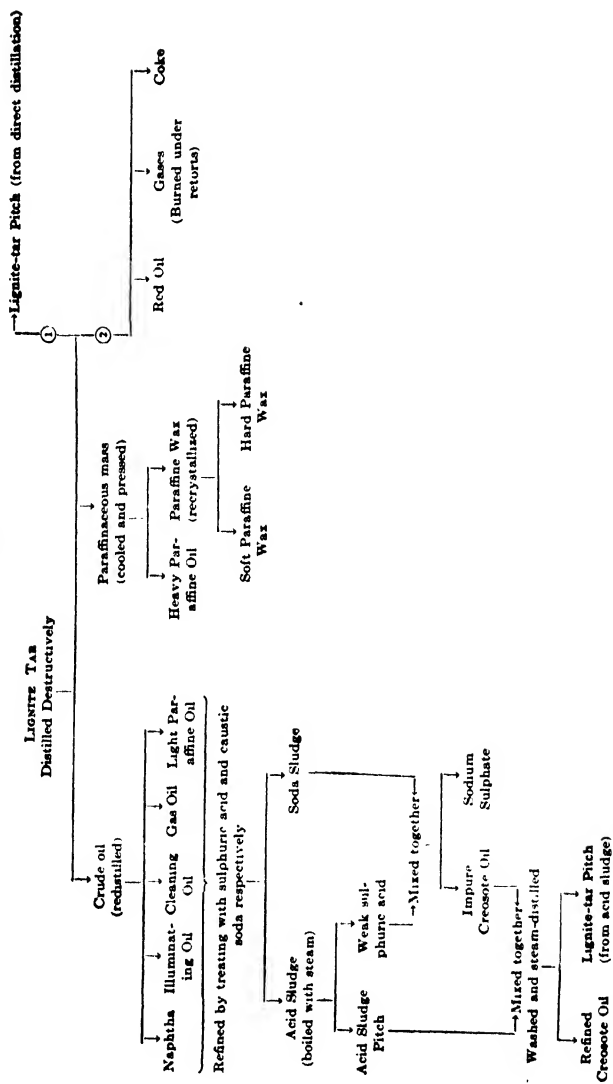 LIGNITE TAR
Distilled Destructively
Crude oil
(redistilled)
Naphtha
Illuminat-
ing Oil
Cleaning
Oil
Gas Oil
Light Par-
affine Oil
Refined by treating with sulphuric acid and caustic
soda respectively
Acid Sludge
(boiled with steam)
Soda Sludge
Acid Sludge
Pitch
Weak sul-
phuric acid
Mixed together
Impure
Creosote Oil
Sodium
Sulphate
Mixed together
Washed and steam-distilled
Refined
Creosote Oil
Lignite-tar Pitch
(from acid sludge)
Paraffinaceous mass
(cooled and pressed)
Heavy Par-
affine Oil
Paraffine Wax
(recrystallized)
Soft Paraffine
Wax
Hard Paraffine
Wax
1
Lignite-tar Pitch (from direct distillation)
2
Red Oil
Gases
(Burned under
retorts)
Coke